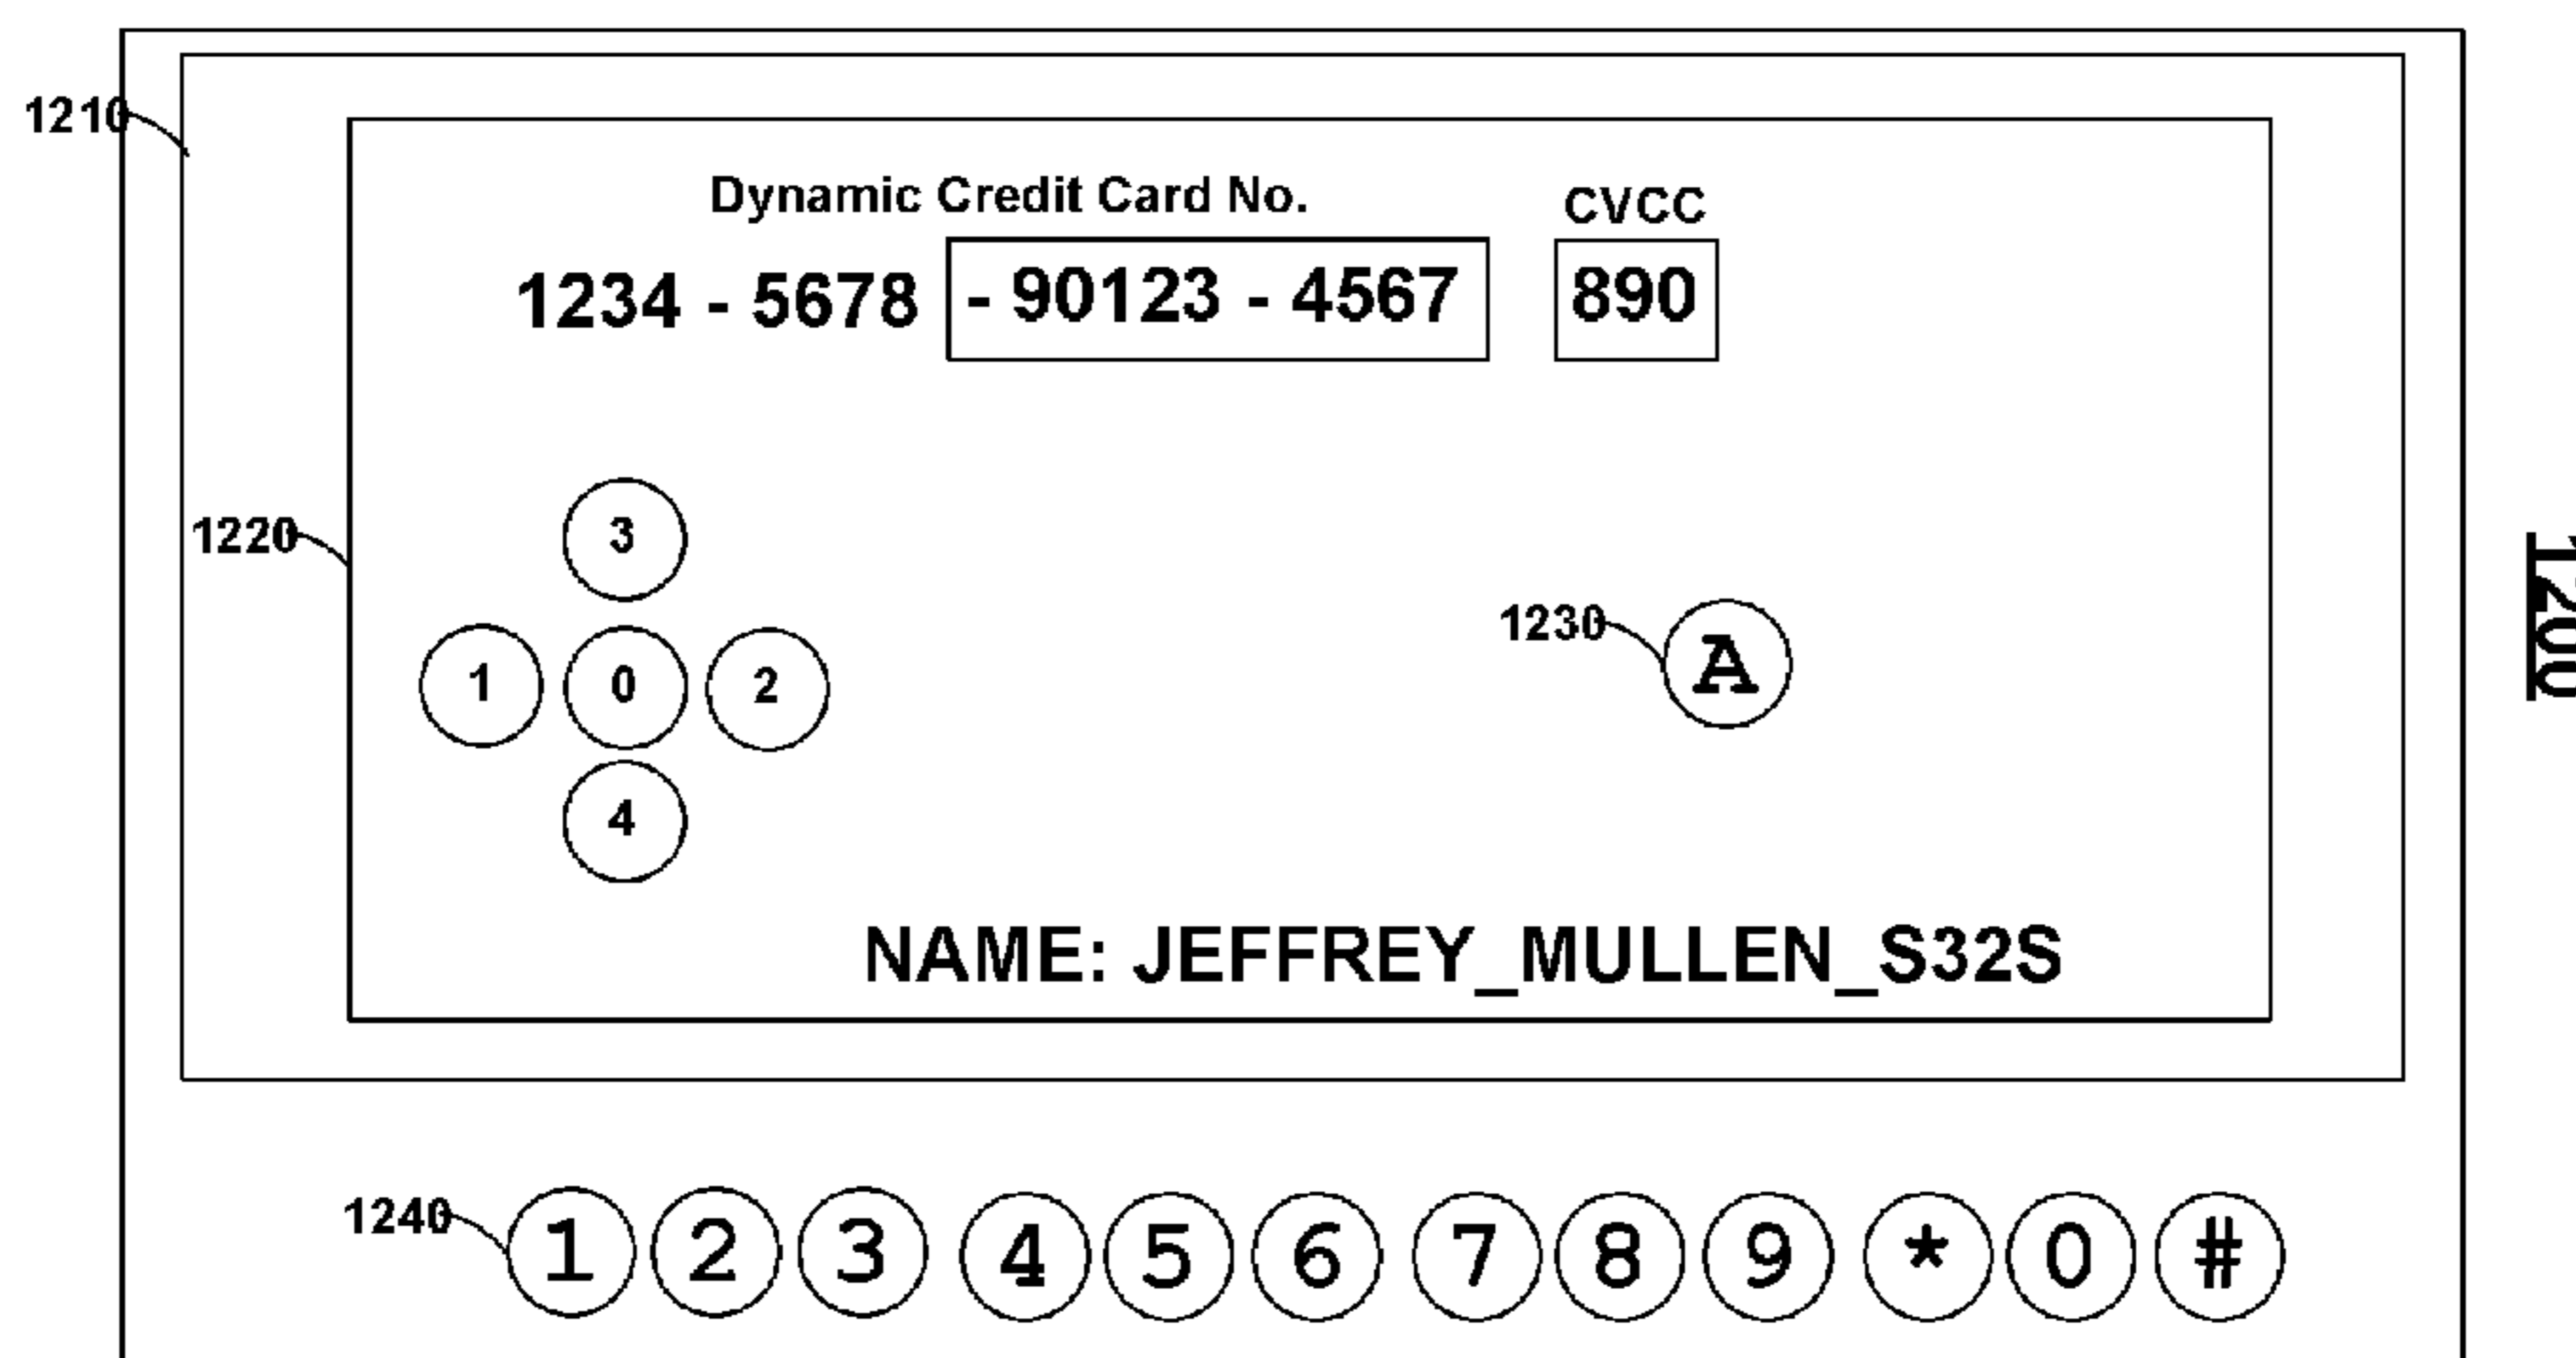 1210
Dynamic Credit Card No. CVCC
1234 - 5678 - 90123 - 4567 890
1220
3
1 0 2
4
1230 A
1200
NAME: JEFFREY_MULLEN_S32S
1240 1 2 3 4 5 6 7 8 9 * 0 #